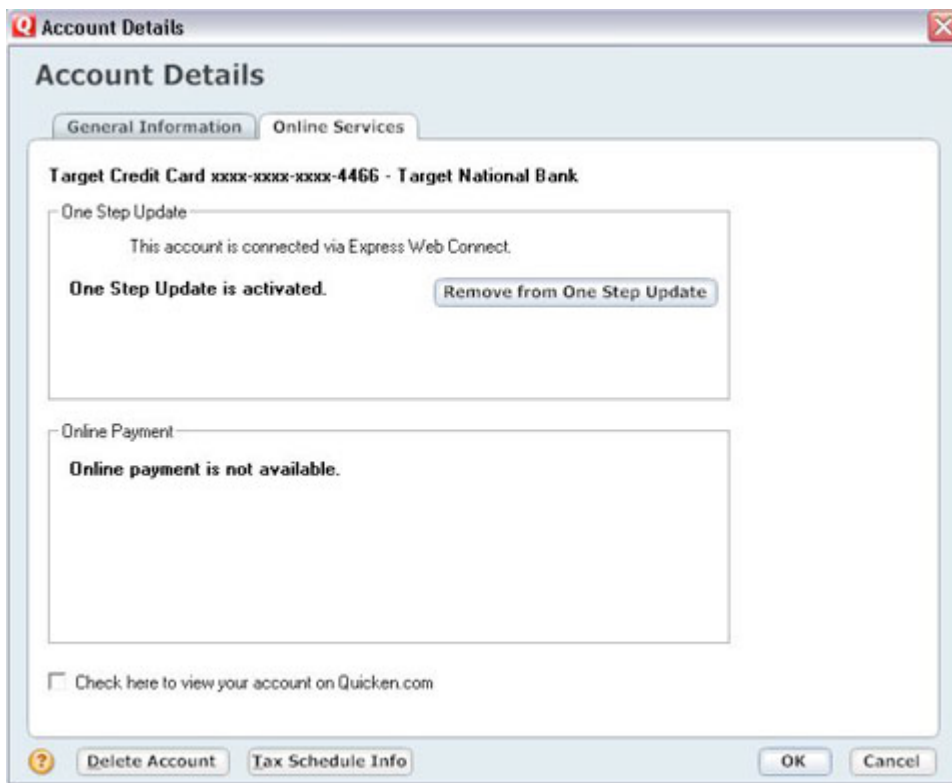 Account Details
Account Details
General Information Online Services
Target Credit Card xxxx-xxxx-xxxx-4466 - Target National Bank
One Step Update
This account is connected via Express Web Connect.
One Step Update is activated. Remove from One Step Update
Online Payment
Online payment is not available.
Check here to view your account on Quicken.com
? Delete Account Tax Schedule Info OK Cancel